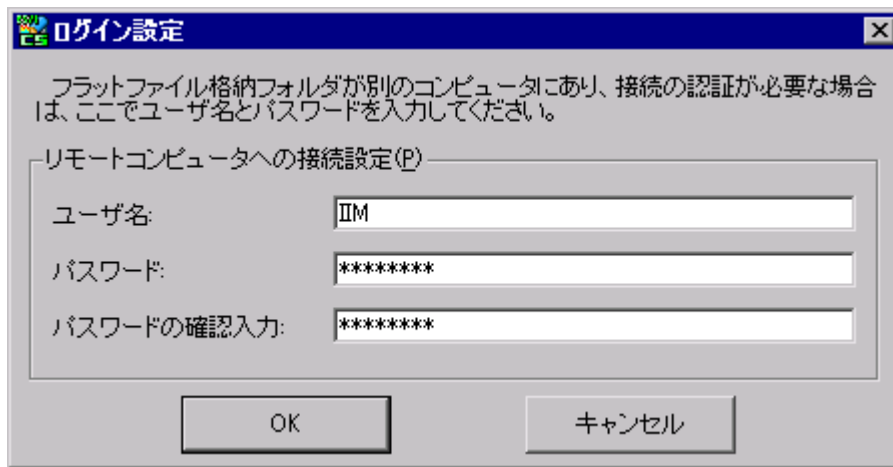 ログイン設定
フラットファイル格納フォルダが別のコンピュータにあり、接続の認証が必要な場合
は、ここでユーザ名とパスワードを入力してください。
リモートコンピュータへの接続設定(P)
ユーザ名: IIM
パスワード: ********
パスワードの確認入力: ********
OK キャンセル